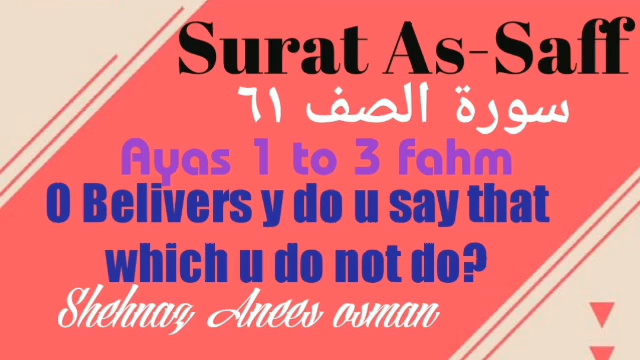 Surat As-Saff
سورة الصف ٦١
Ayas 1 to 3 fahm
O Belivers y do u say that
which u do not do?
Shehnaz Anees osman